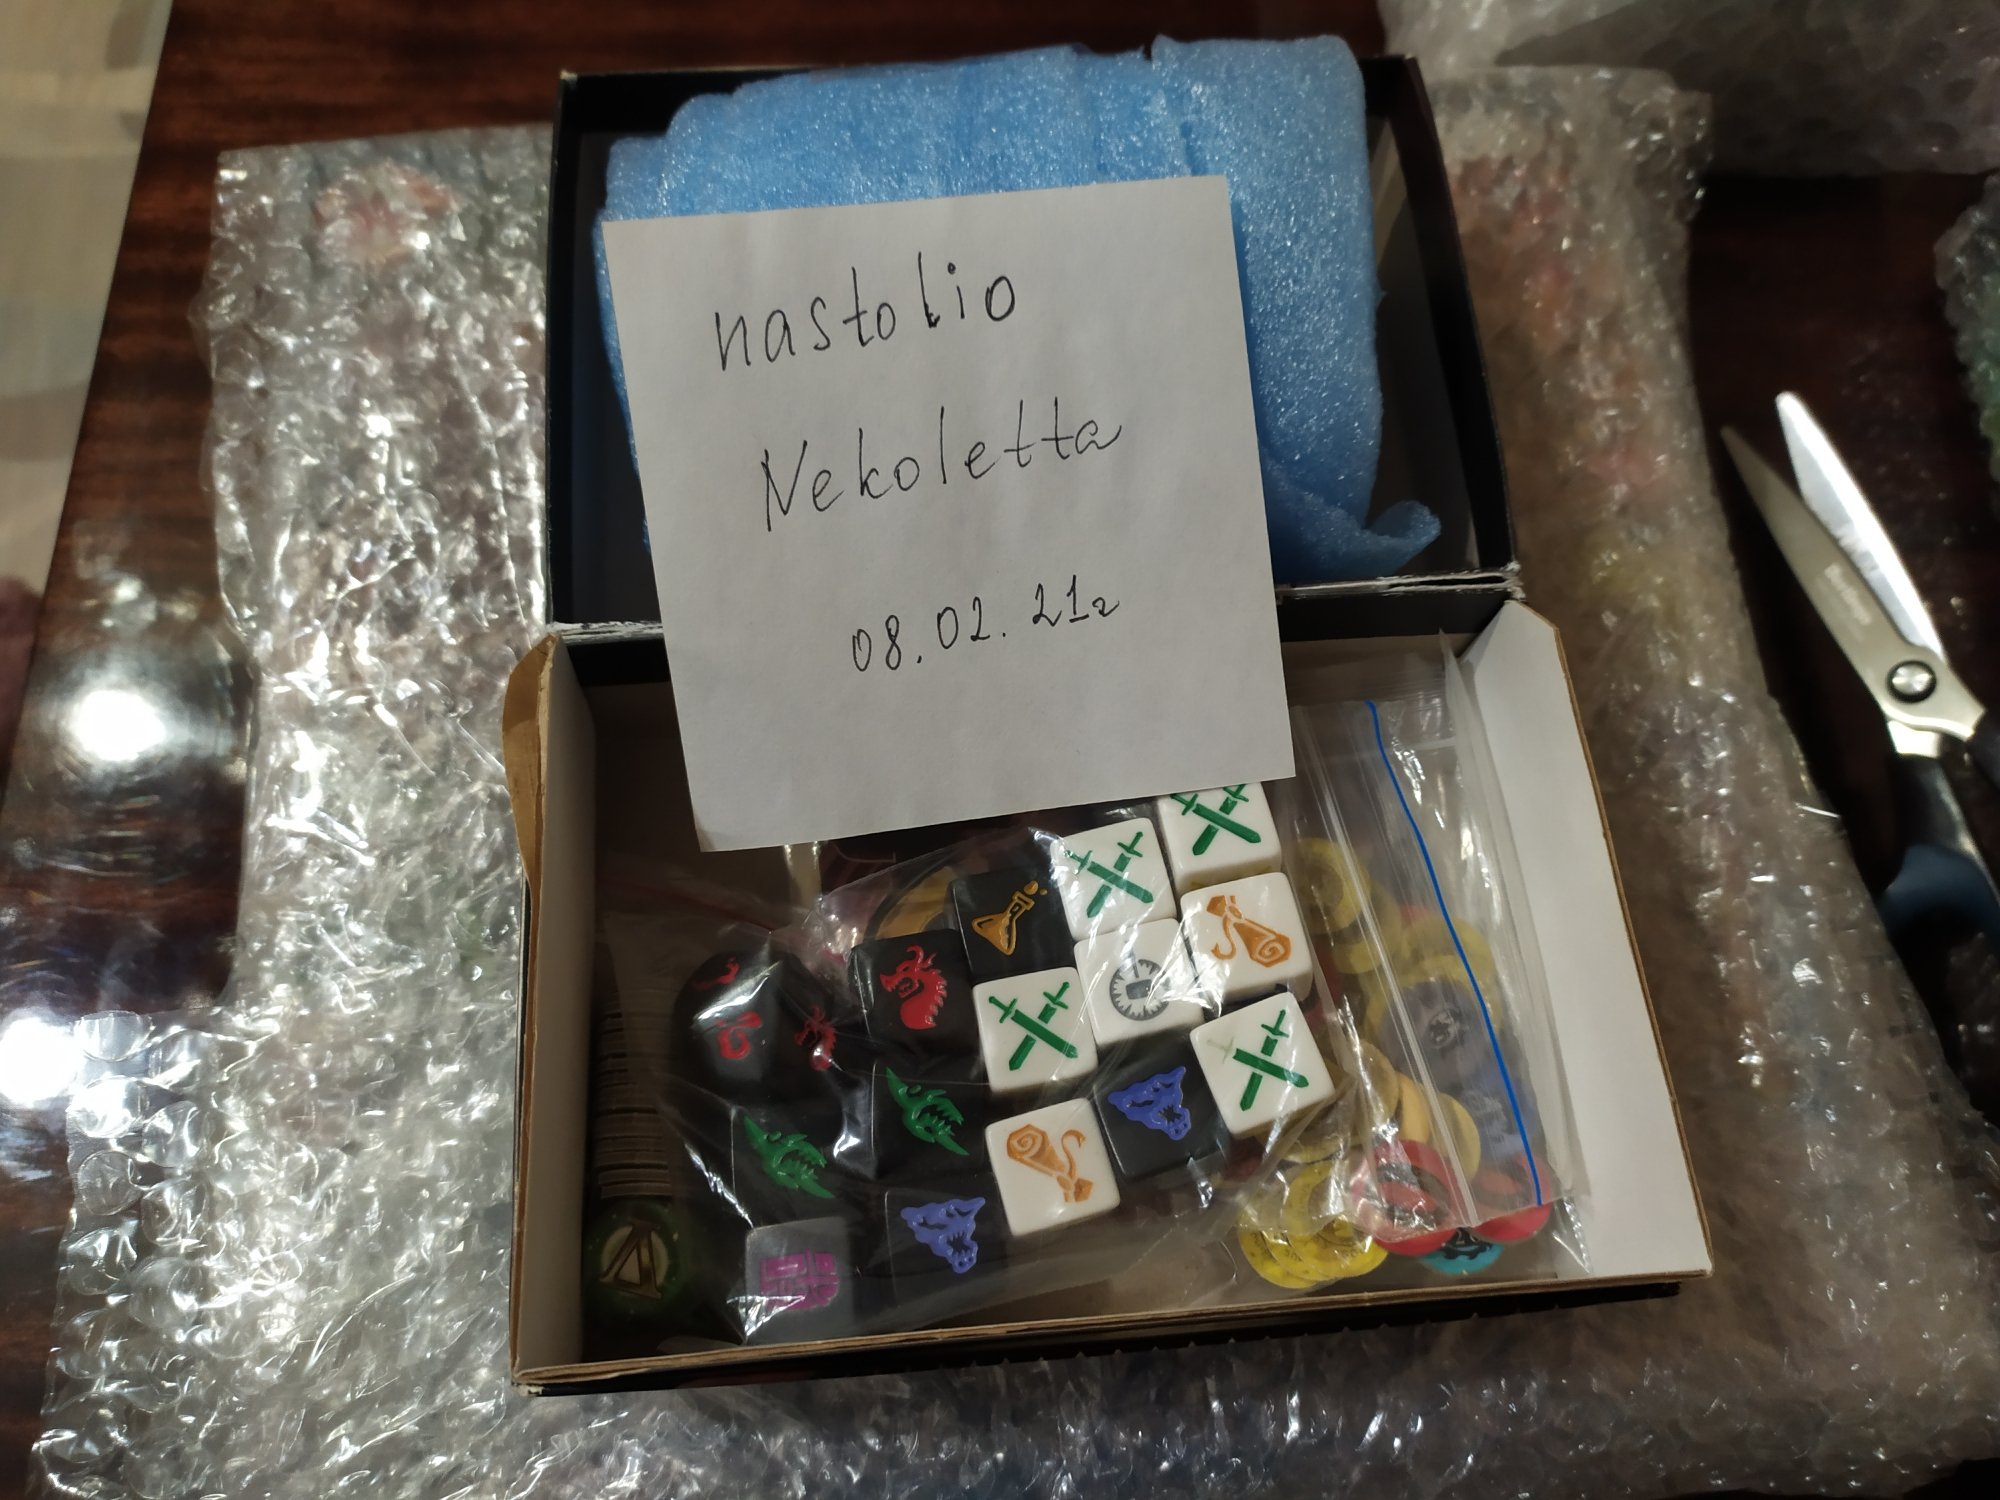 nastolio
Nekoletta
08.02.21г